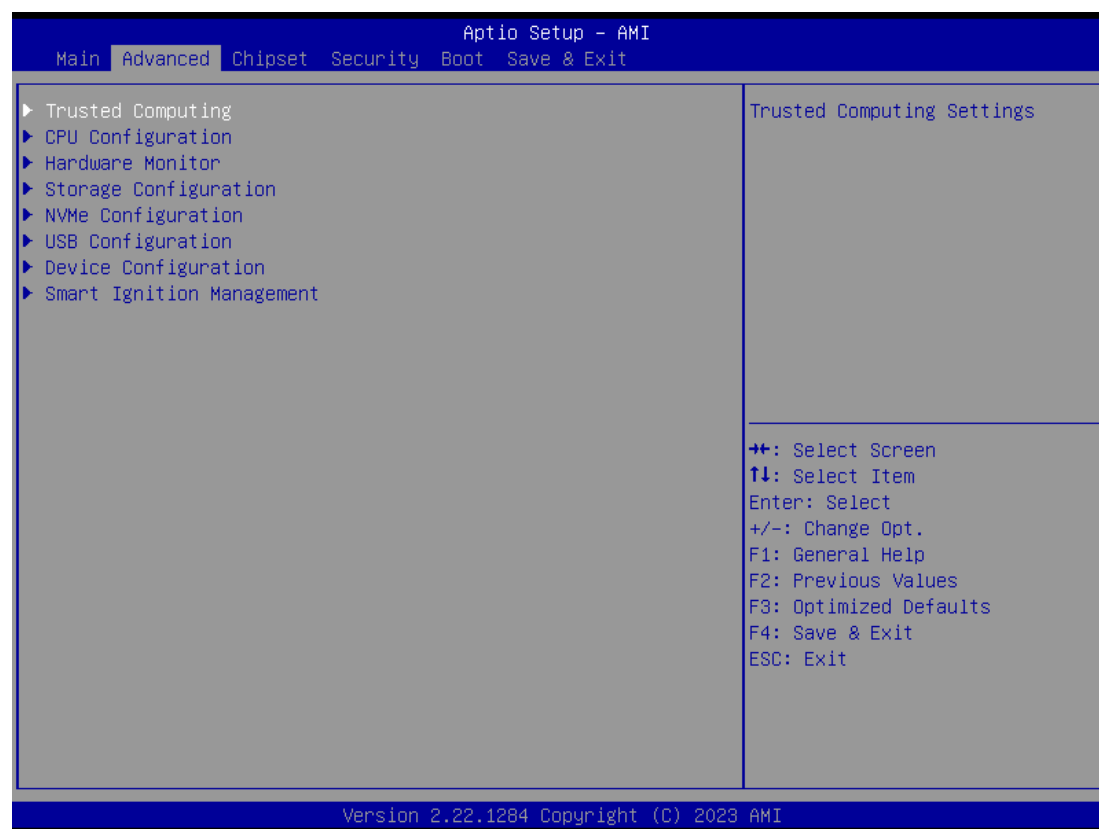 Aptio Setup – AMI
Main Advanced Chipset Security Boot Save & Exit
Trusted Computing
CPU Configuration
Hardware Monitor
Storage Configuration
NVMe Configuration
USB Configuration
Device Configuration
Smart Ignition Management
Trusted Computing Settings
→←: Select Screen
↑↓: Select Item
Enter: Select
+/-: Change Opt.
F1: General Help
F2: Previous Values
F3: Optimized Defaults
F4: Save & Exit
ESC: Exit
Version 2.22.1284 Copyright (C) 2023 AMI